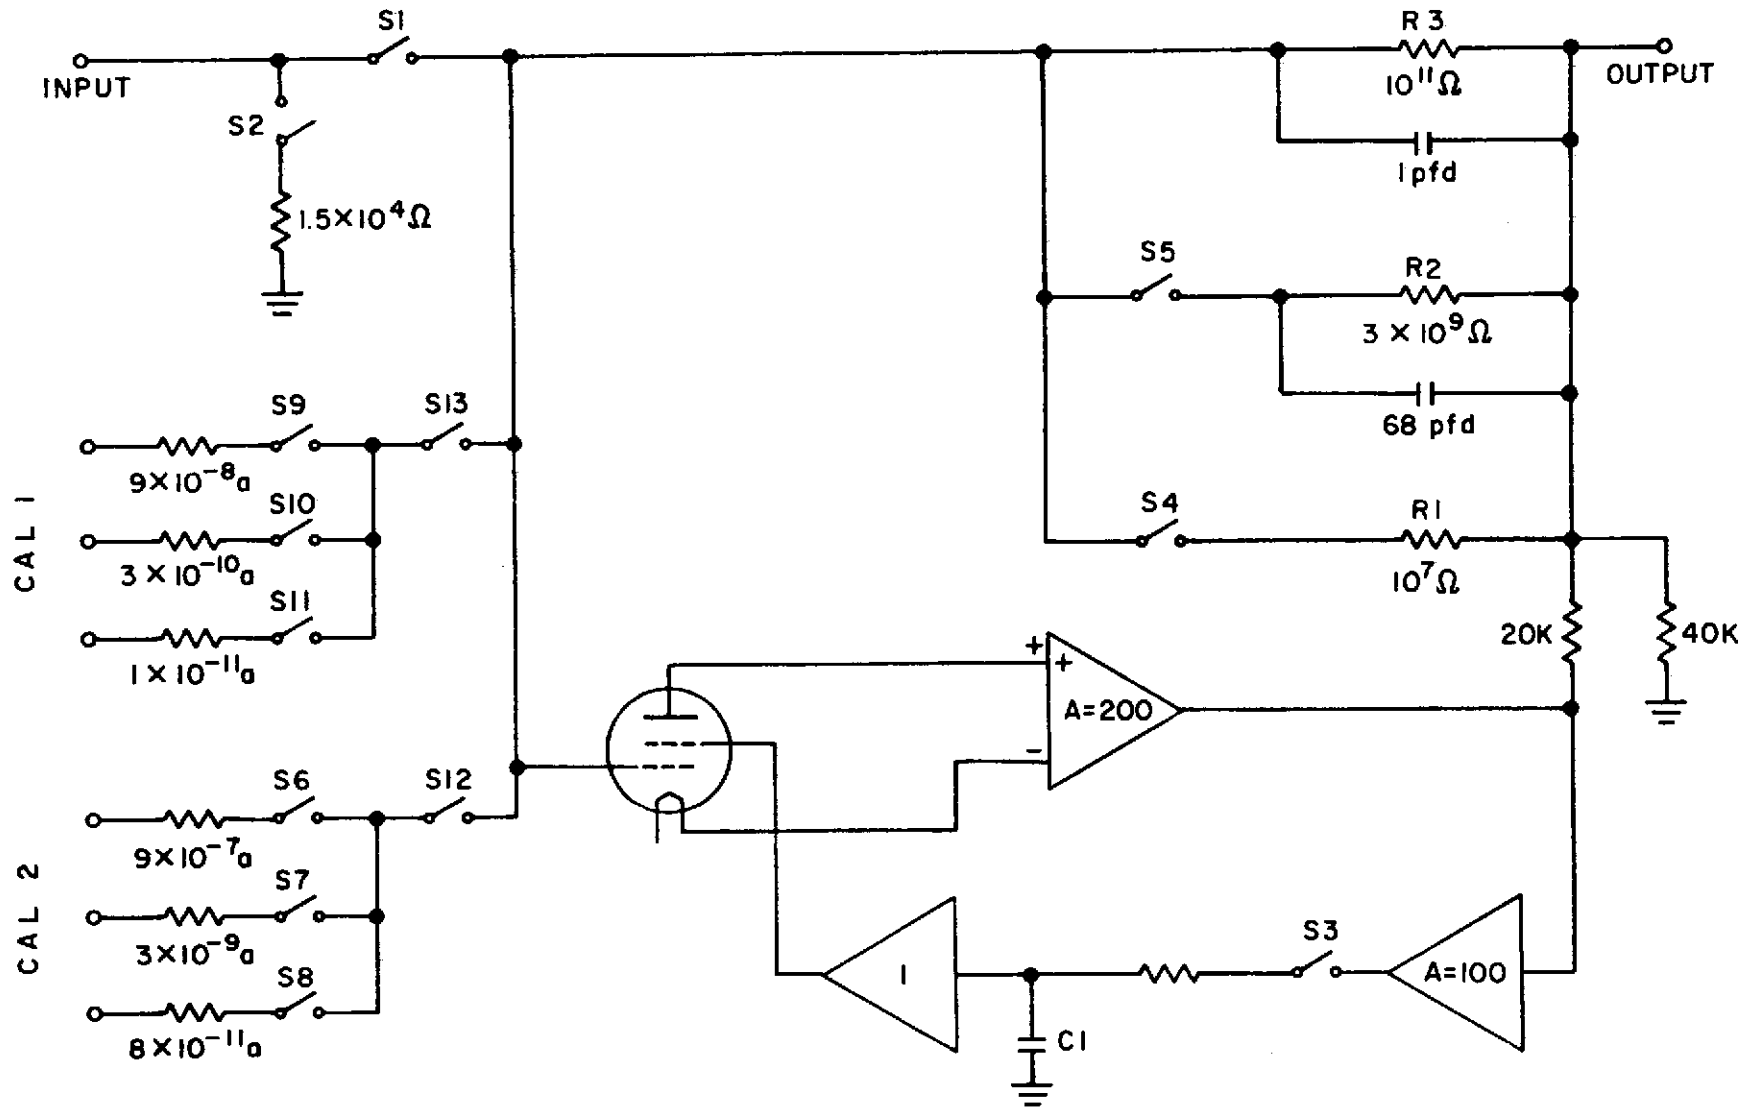 S1
INPUT
S2
1.5×10⁴Ω
R3
10¹¹Ω
OUTPUT
1pfd
S5
R2
3 × 10⁹Ω
68 pfd
S4
R1
10⁷Ω
20K
40K
CAL 1
S9
S13
9×10⁻⁸a
S10
3×10⁻¹⁰a
S11
1×10⁻¹¹a
+
+
A=200
-
CAL 2
S6
S12
9×10⁻⁷a
S7
3×10⁻⁹a
S8
8×10⁻¹¹a
1
C1
S3
A=100